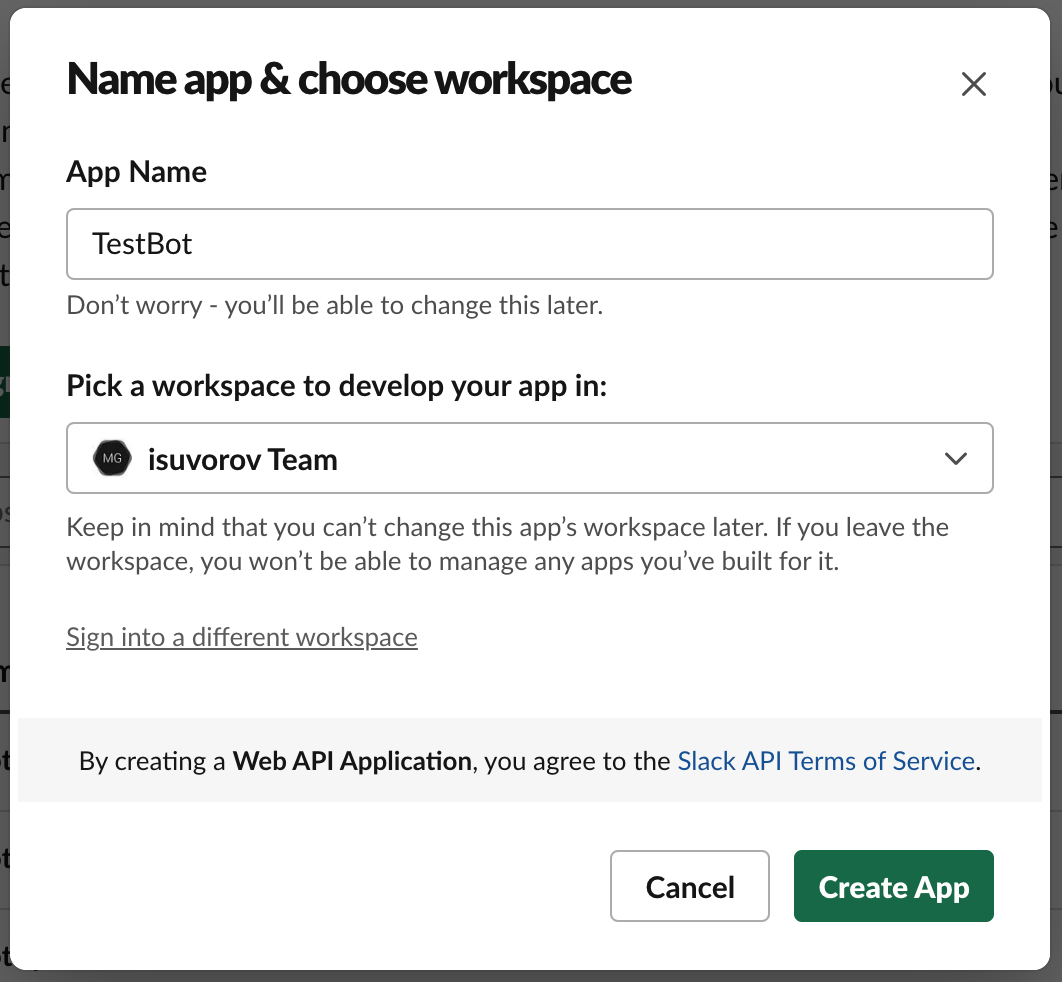 Name app & choose workspace
App Name
TestBot
Don’t worry - you’ll be able to change this later.
Pick a workspace to develop your app in:
MG
isuvorov Team
Keep in mind that you can’t change this app’s workspace later. If you leave the
workspace, you won’t be able to manage any apps you’ve built for it.
Sign into a different workspace
By creating a Web API Application, you agree to the Slack API Terms of Service.
Cancel
Create App